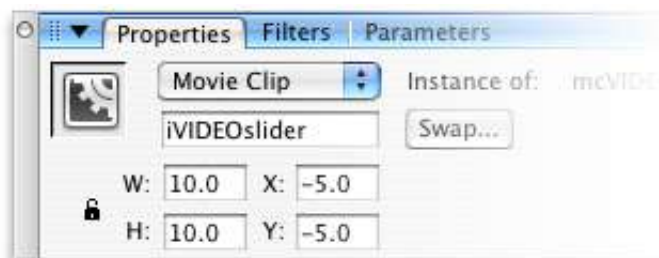 Properties Filters Parameters
Movie Clip Instance of:
iVIDEOslider Swap...
W: 10.0 X: -5.0
H: 10.0 Y: -5.0